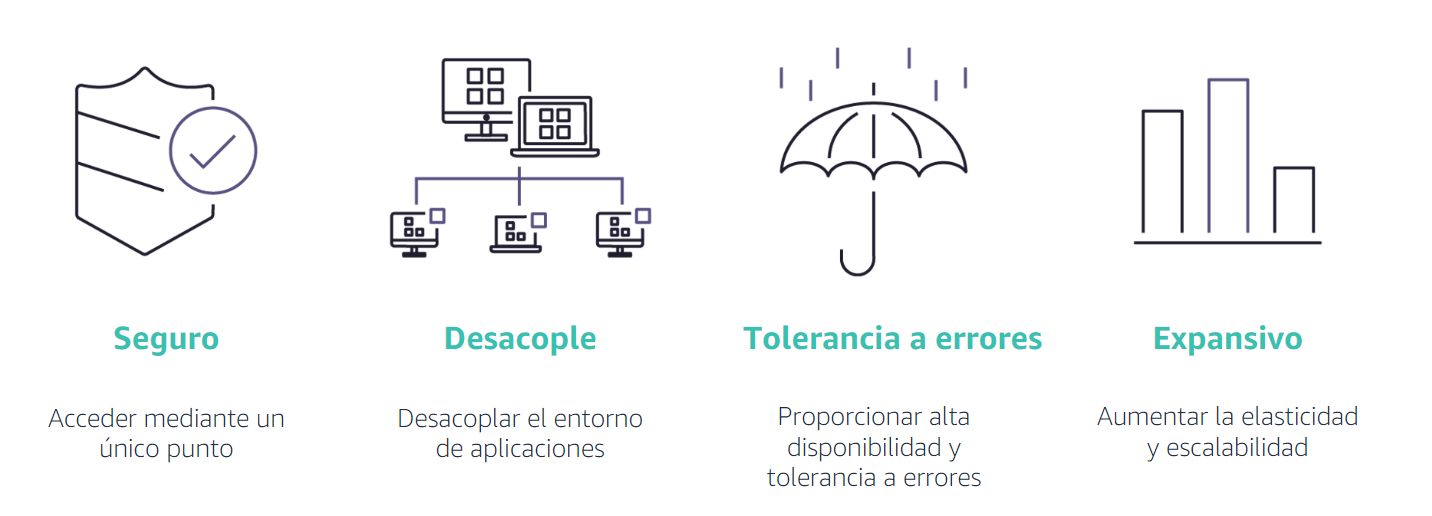 Seguro
Acceder mediante un
único punto
Desacople
Desacoplar el entorno
de aplicaciones
Tolerancia a errores
Proporcionar alta
disponibilidad y
tolerancia a errores
Expansivo
Aumentar la elasticidad
y escalabilidad